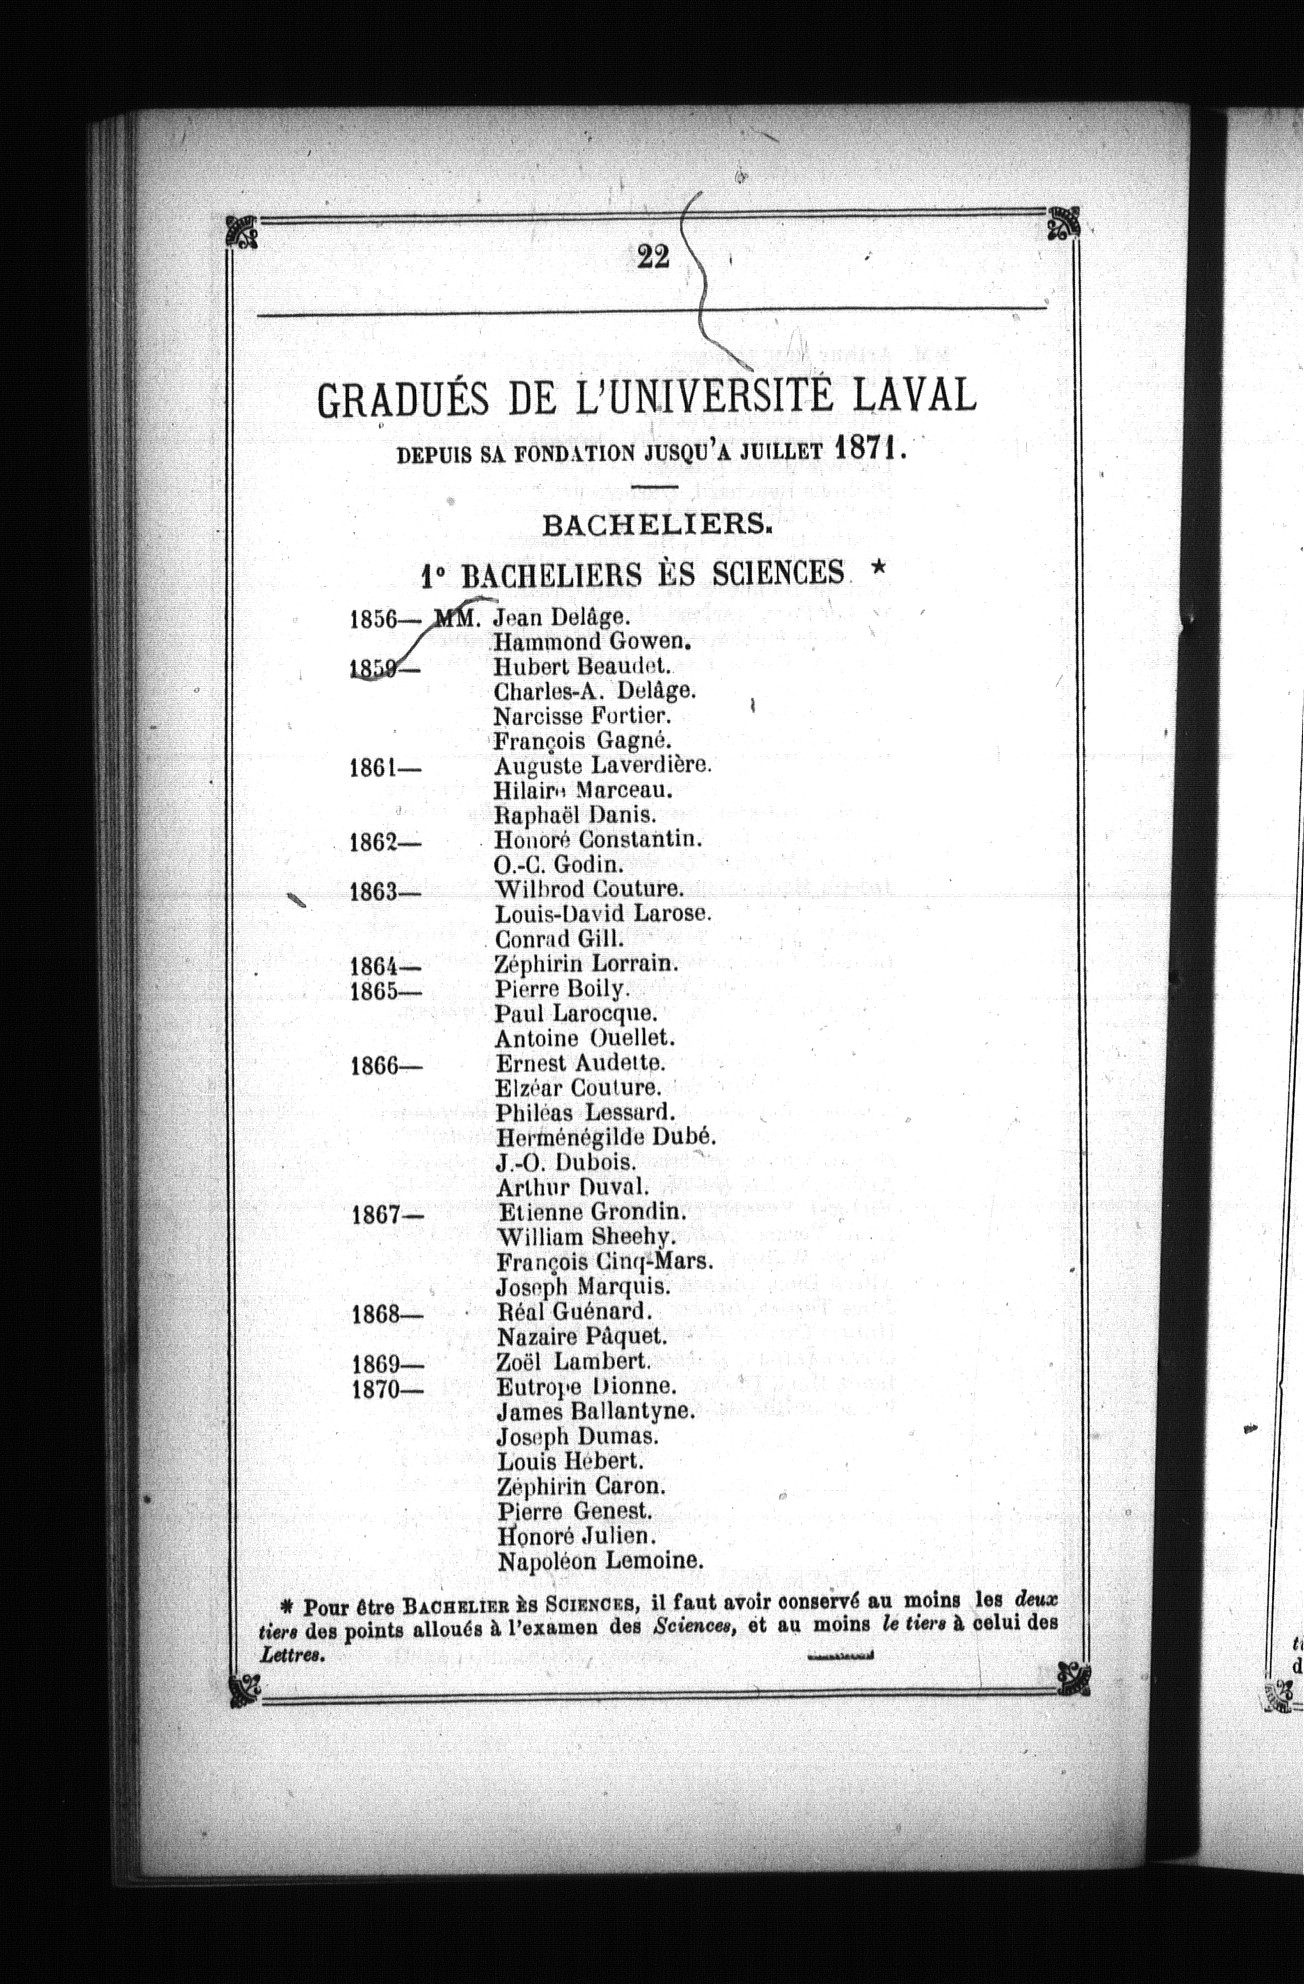 22
GRADUÉS DE L'UNIVERSITÉ LAVAL
DEPUIS SA FONDATION JUSQU'A JUILLET 1871.
BACHELIERS.
1° BACHELIERS ÈS SCIENCES *
1856— MM. Jean Delâge.
Hammond Gowen.
1859— Hubert Beaudet.
Charles-A. Delâge.
Narcisse Fortier.
François Gagné.
1861— Auguste Laverdière.
Hilaire Marceau.
Raphaël Danis.
1862— Honoré Constantin.
O.-C. Godin.
1863— Wilbrod Couture.
Louis-David Larose.
Conrad Gill.
1864— Zéphirin Lorrain.
1865— Pierre Boily.
Paul Larocque.
Antoine Ouellet.
1866— Ernest Audette.
Elzéar Couture.
Philéas Lessard.
Herménégilde Dubé.
J.-O. Dubois.
Arthur Duval.
1867— Etienne Grondin.
William Sheehy.
François Cinq-Mars.
Joseph Marquis.
1868— Réal Guénard.
Nazaire Pâquet.
1869— Zoël Lambert.
1870— Eutrope Dionne.
James Ballantyne.
Joseph Dumas.
Louis Hébert.
Zéphirin Caron.
Pierre Genest.
Honoré Julien.
Napoléon Lemoine.
* Pour être BACHELIER ÈS SCIENCES, il faut avoir conservé au moins les deux
tiers des points alloués à l'examen des Sciences, et au moins le tiers à celui des
Lettres.